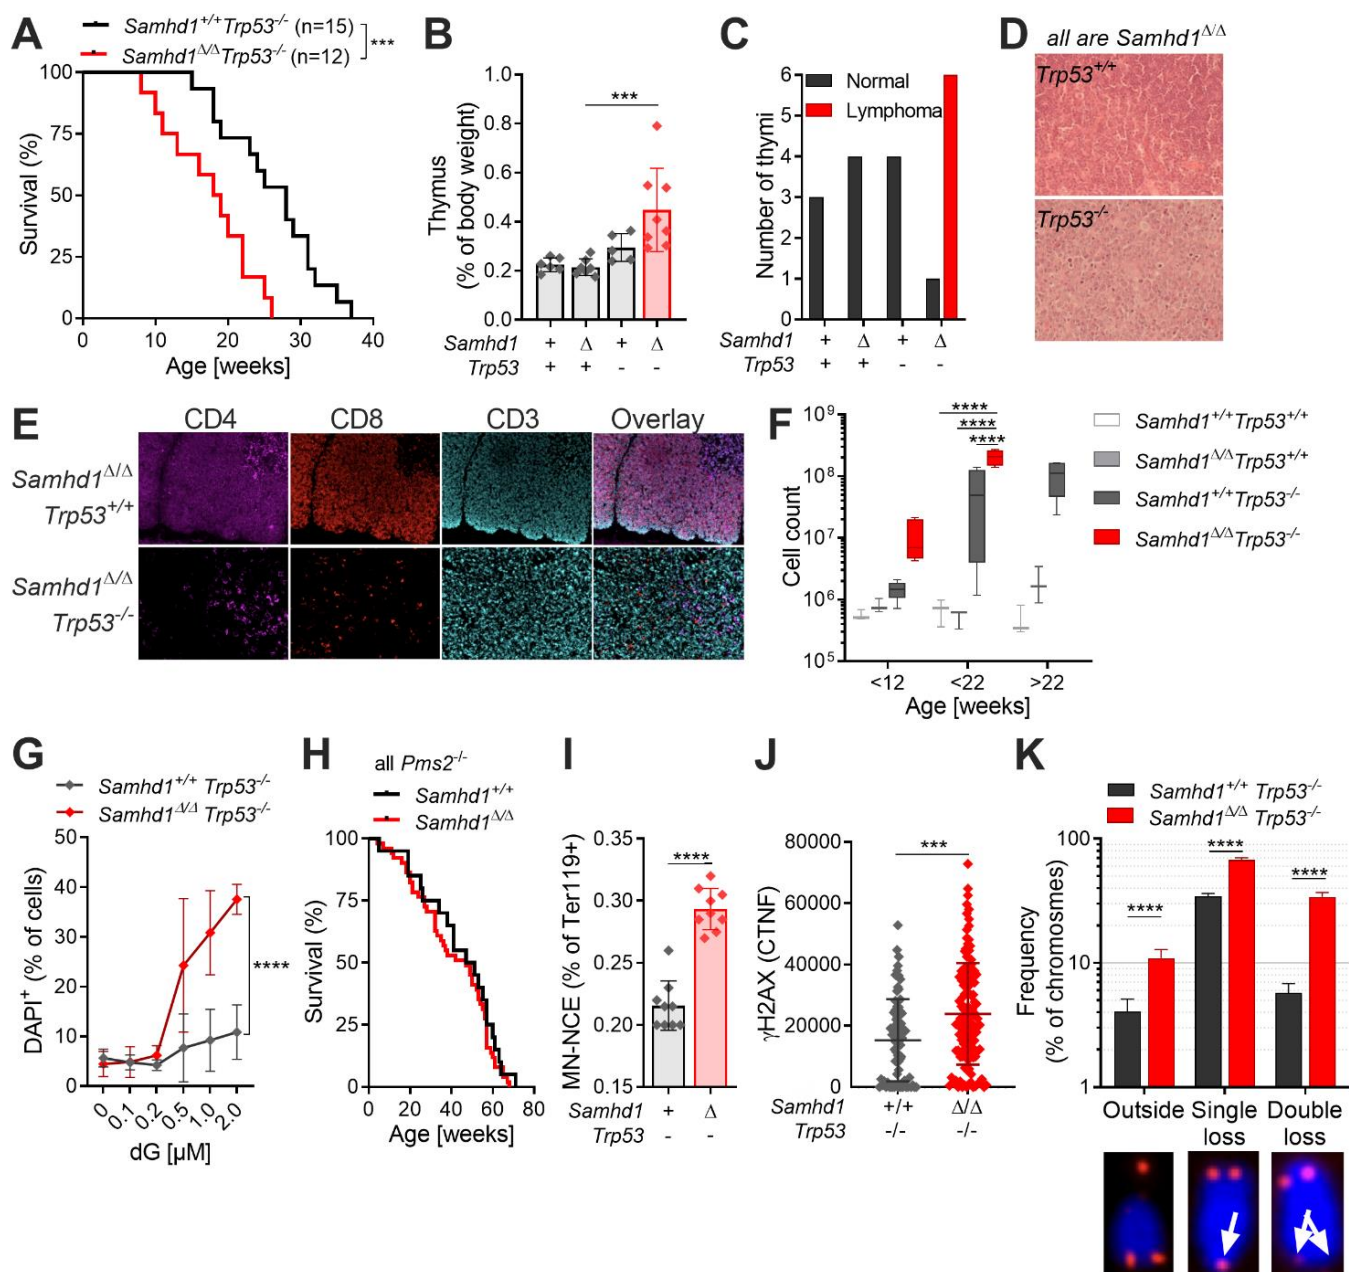 A
Samhd1+/+Trp53-/- (n=15)
Samhd1Δ/ΔTrp53-/- (n=12)
***
Survival (%)
100
75
50
25
0
0 10 20 30 40
Age [weeks]
B
***
Thymus
(% of body weight)
1.0
0.8
0.6
0.4
0.2
0.0
Samhd1 + Δ + Δ
Trp53 + + - -
C
Normal
Lymphoma
Number of thymi
6
5
4
3
2
1
0
Samhd1 + Δ + Δ
Trp53 + + - -
D
all are Samhd1Δ/Δ
Trp53+/+
Trp53-/-
E
CD4 CD8 CD3 Overlay
Samhd1Δ/Δ
Trp53+/+
Samhd1Δ/Δ
Trp53-/-
F
****
****
****
Cell count
10⁹
10⁸
10⁷
10⁶
10⁵
<12 <22 >22
Age [weeks]
Samhd1+/+Trp53+/+
Samhd1Δ/ΔTrp53+/+
Samhd1+/+Trp53-/-
Samhd1Δ/ΔTrp53-/-
G
Samhd1+/+ Trp53-/-
Samhd1Δ/Δ Trp53-/-
DAPI+ (% of cells)
50
40
30
20
10
0
****
0 0.1 0.2 0.5 1.0 2.0
dG [µM]
H
all Pms2-/-
Samhd1+/+
Samhd1Δ/Δ
Survival (%)
100
75
50
25
0
0 20 40 60 80
Age [weeks]
I
****
MN-NCE (% of Ter119+)
0.35
0.30
0.25
0.20
0.15
Samhd1 + Δ
Trp53 - -
J
***
γH2AX (CTNF)
80000
60000
40000
20000
0
Samhd1 +/+ Δ/Δ
Trp53 -/- -/-
K
Samhd1+/+ Trp53-/-
Samhd1Δ/Δ Trp53-/-
Frequency
(% of chromosmes)
100
10
1
****
****
****
Outside Single Double
loss loss